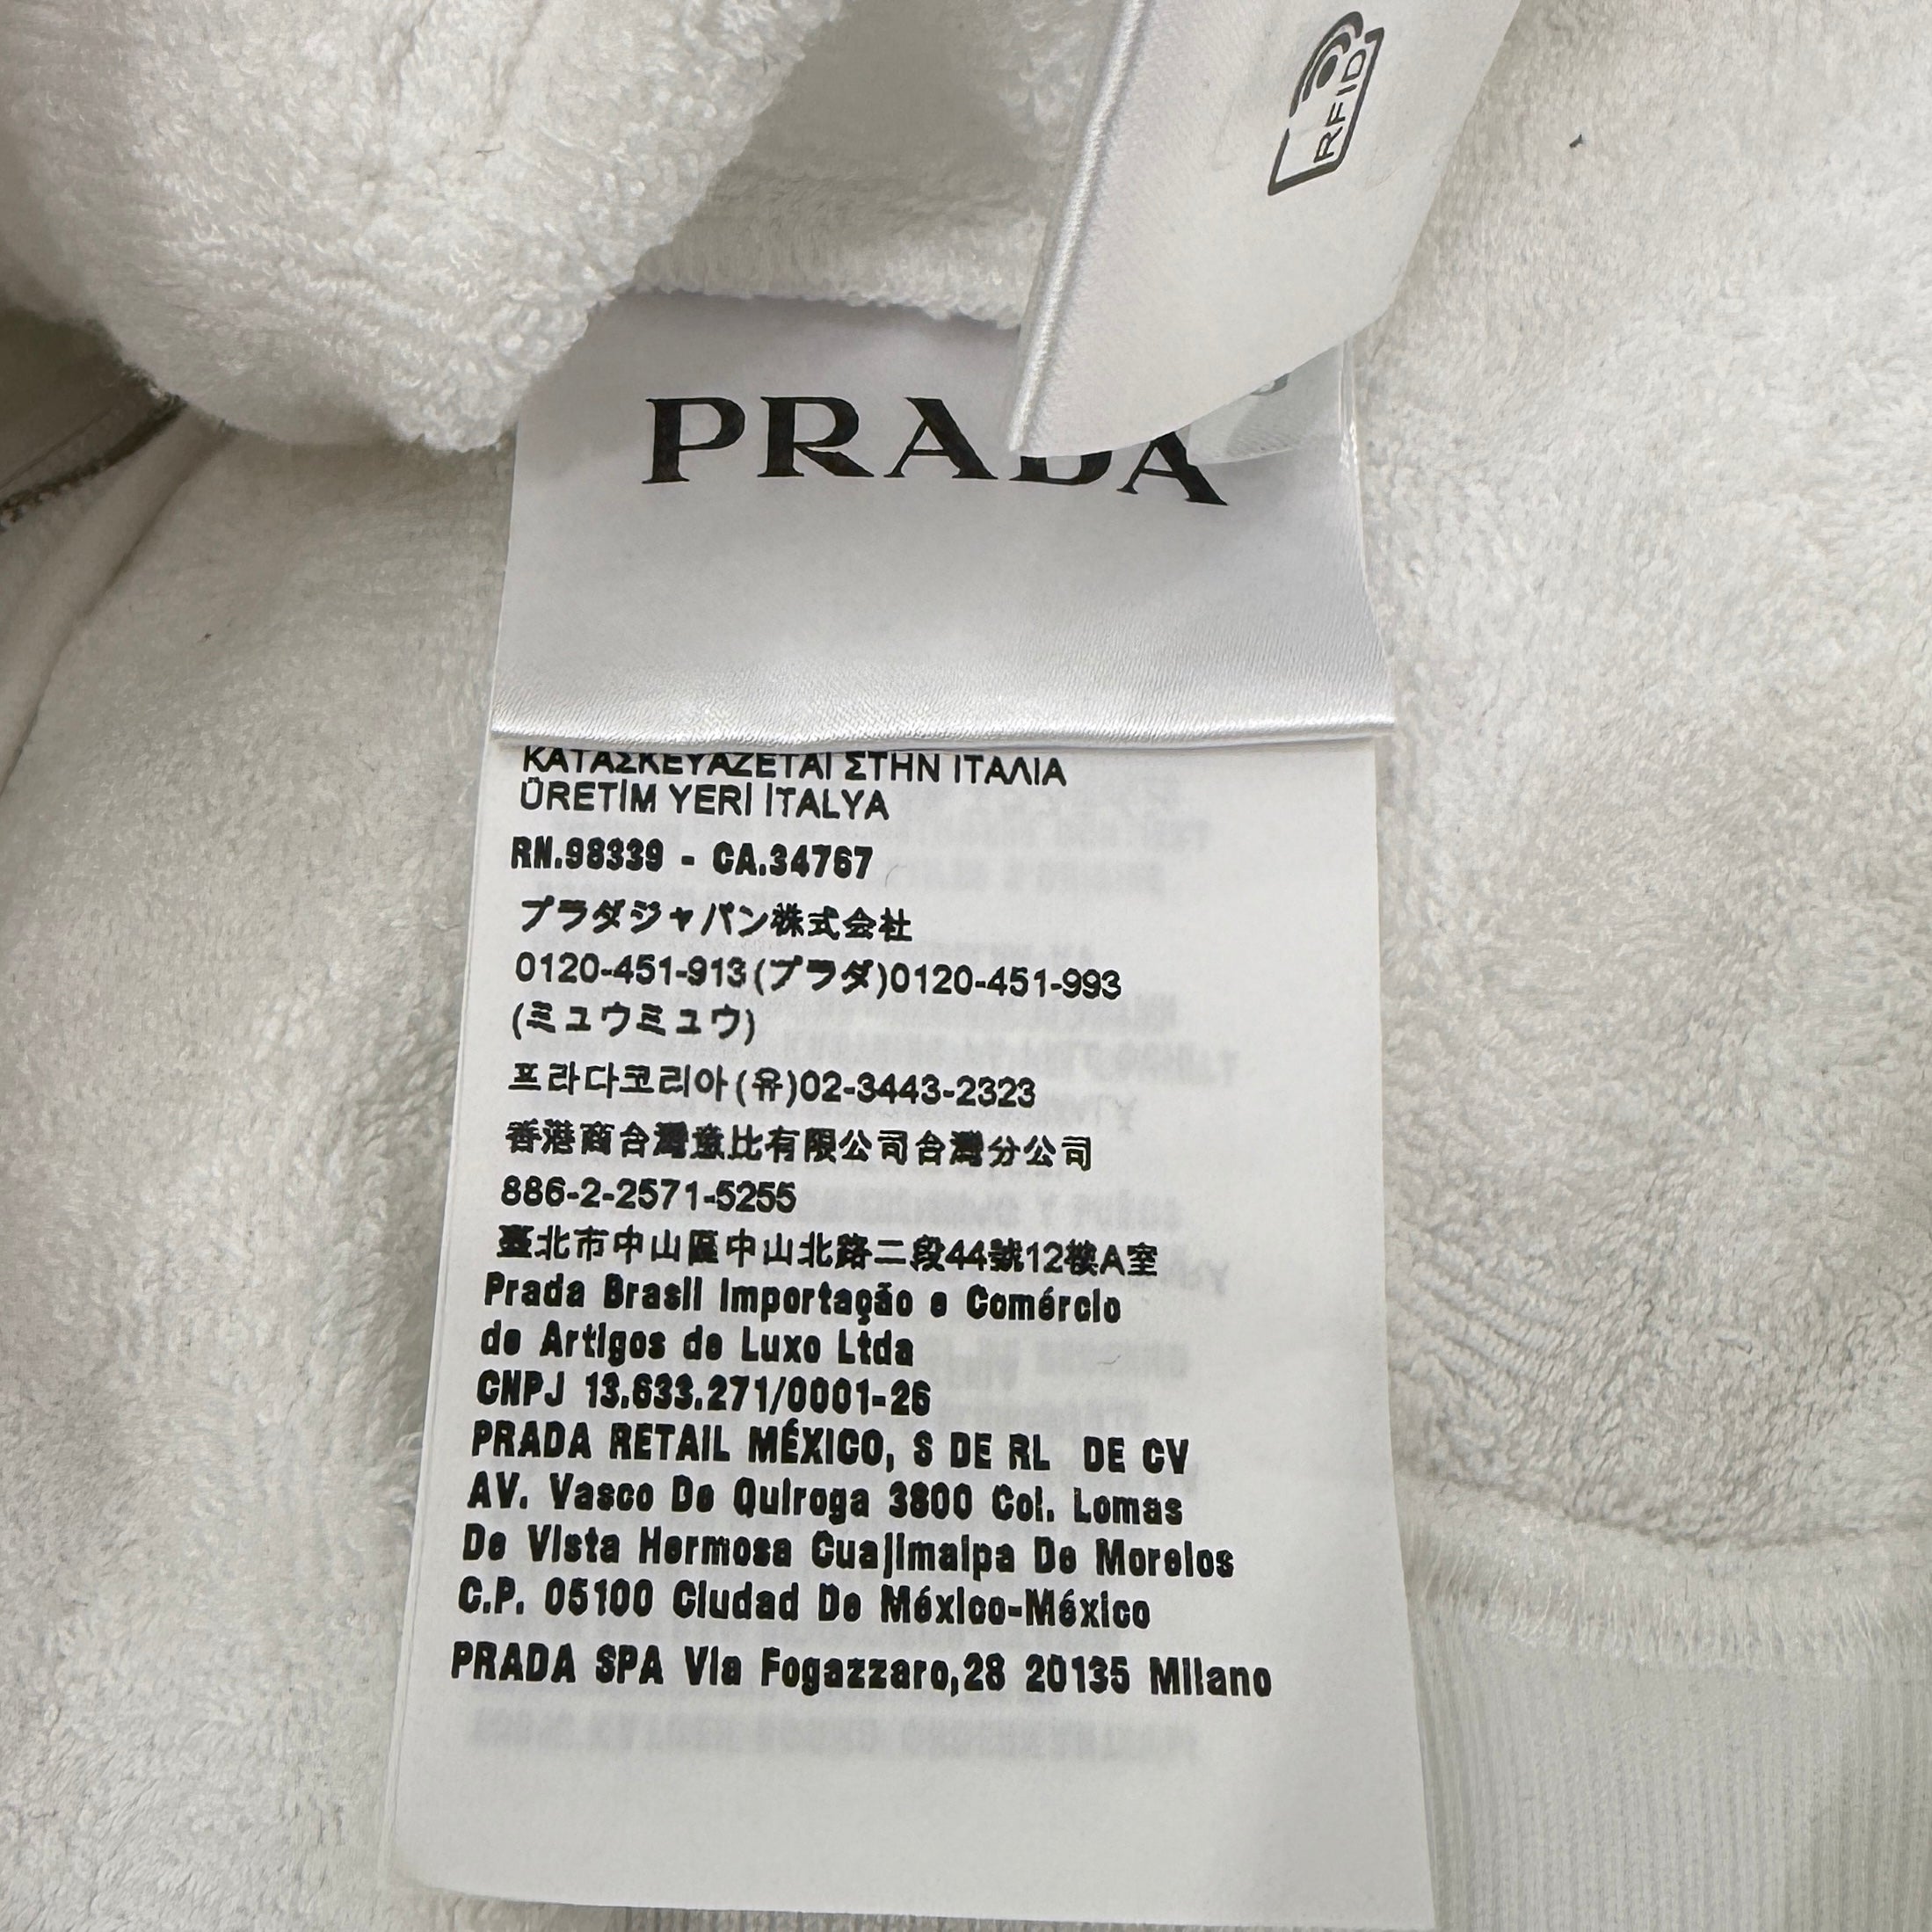 RFID
PRADA
ΚΑΤΑΣΚΕΥΑΖΕΤΑΙ ΣΤΗΝ ΙΤΑΛΙΑ
ÜRETİM YERİ İTALYA
RN.98339 - CA.34767
プラダジャパン株式会社
0120-451-913(プラダ)0120-451-993
(ミュウミュウ)
프라다코리아(유)02-3443-2323
香港商台灣逸比有限公司台灣分公司
886-2-2571-5255
臺北市中山區中山北路二段44號12樓A室
Prada Brasil Importação e Comércio
de Artigos de Luxo Ltda
CNPJ 13.633.271/0001-26
PRADA RETAIL MÉXICO, S DE RL DE CV
AV. Vasco De Quiroga 3800 Col. Lomas
De Vista Hermosa Cuajimalpa De Morelos
C.P. 05100 Ciudad De México-México
PRADA SPA Via Fogazzaro,28 20135 Milano